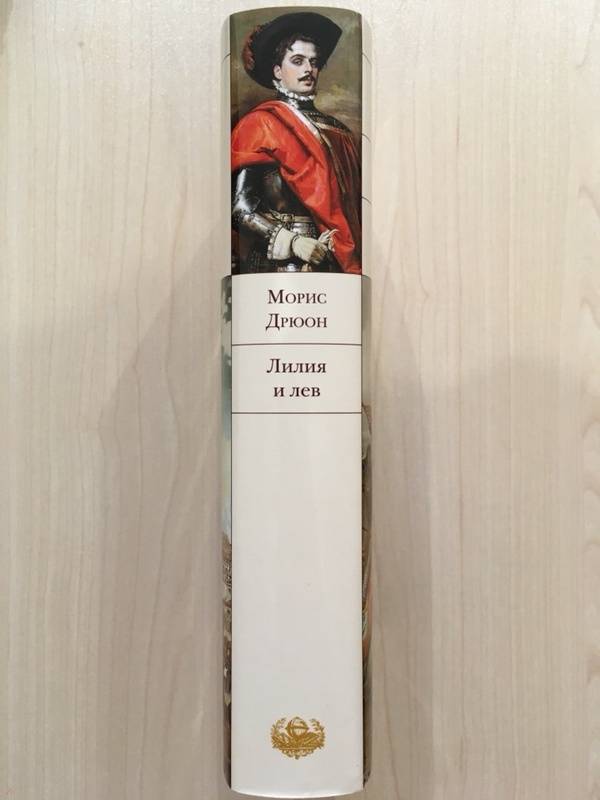 Морис
Дрюон
Лилия
и лев